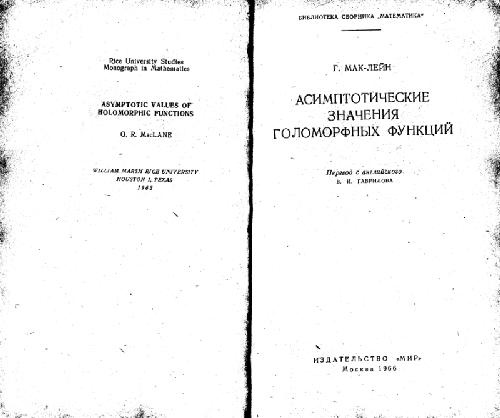 Rice University Studies
Monograph in Mathematics
ASYMPTOTIC VALUES OF
HOLOMORPHIC FUNCTIONS
G. R. MacLANE
WILLIAM MARSH RICE UNIVERSITY
HOUSTON 1, TEXAS
1963
БИБЛИОТЕКА СБОРНИКА „МАТЕМАТИКА“
Г. МАК-ЛЕЙН
АСИМПТОТИЧЕСКИЕ
ЗНАЧЕНИЯ
ГОЛОМОРФНЫХ ФУНКЦИЙ
Перевод с английского
В. И. ГАВРИЛОВА
ИЗДАТЕЛЬСТВО «МИР»
Москва 1966